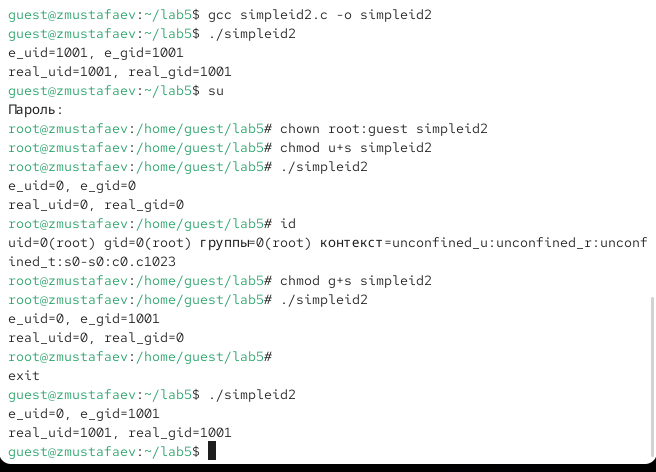 guest@zmustafaev:~/lab5$ gcc simpleid2.c -o simpleid2
guest@zmustafaev:~/lab5$ ./simpleid2
e_uid=1001, e_gid=1001
real_uid=1001, real_gid=1001
guest@zmustafaev:~/lab5$ su
Пароль:
root@zmustafaev:/home/guest/lab5# chown root:guest simpleid2
root@zmustafaev:/home/guest/lab5# chmod u+s simpleid2
root@zmustafaev:/home/guest/lab5# ./simpleid2
e_uid=0, e_gid=0
real_uid=0, real_gid=0
root@zmustafaev:/home/guest/lab5# id
uid=0(root) gid=0(root) группы=0(root) контекст=unconfined_u:unconfined_r:unconf
ined_t:s0-s0:c0.c1023
root@zmustafaev:/home/guest/lab5# chmod g+s simpleid2
root@zmustafaev:/home/guest/lab5# ./simpleid2
e_uid=0, e_gid=1001
real_uid=0, real_gid=0
root@zmustafaev:/home/guest/lab5#
exit
guest@zmustafaev:~/lab5$ ./simpleid2
e_uid=0, e_gid=1001
real_uid=1001, real_gid=1001
guest@zmustafaev:~/lab5$